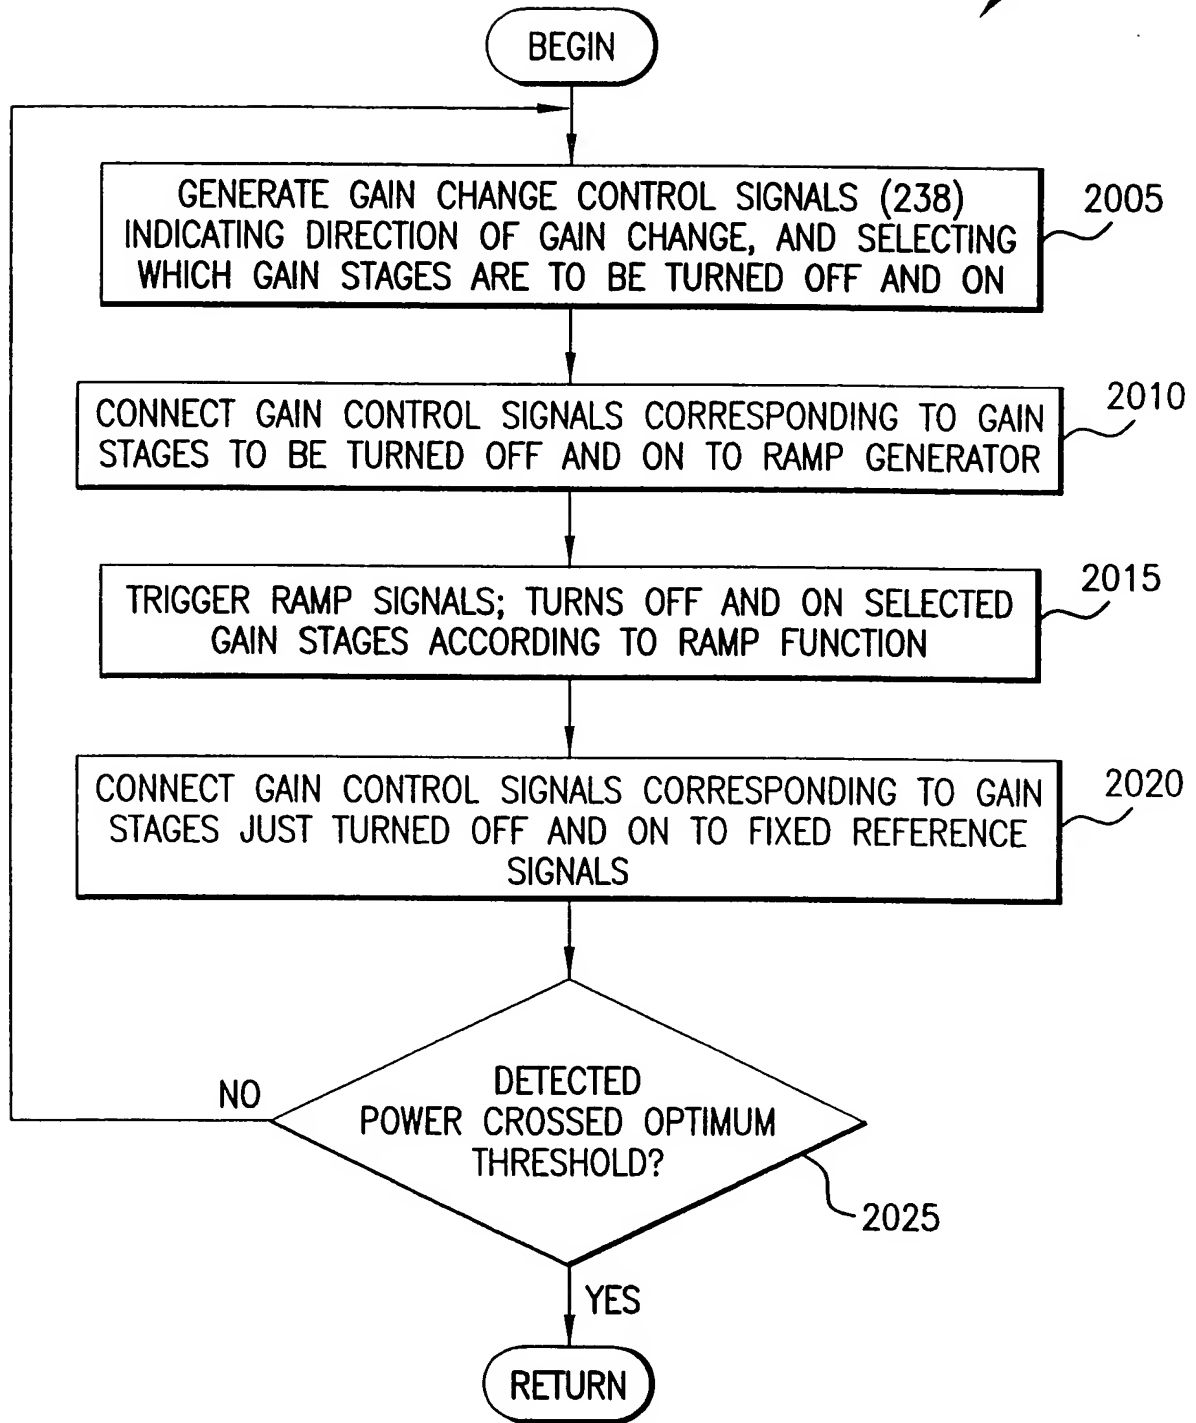 BEGIN
GENERATE GAIN CHANGE CONTROL SIGNALS (238)
INDICATING DIRECTION OF GAIN CHANGE, AND SELECTING
WHICH GAIN STAGES ARE TO BE TURNED OFF AND ON
2005
CONNECT GAIN CONTROL SIGNALS CORRESPONDING TO GAIN
STAGES TO BE TURNED OFF AND ON TO RAMP GENERATOR
2010
TRIGGER RAMP SIGNALS; TURNS OFF AND ON SELECTED
GAIN STAGES ACCORDING TO RAMP FUNCTION
2015
CONNECT GAIN CONTROL SIGNALS CORRESPONDING TO GAIN
STAGES JUST TURNED OFF AND ON TO FIXED REFERENCE
SIGNALS
2020
NO
DETECTED
POWER CROSSED OPTIMUM
THRESHOLD?
2025
YES
RETURN